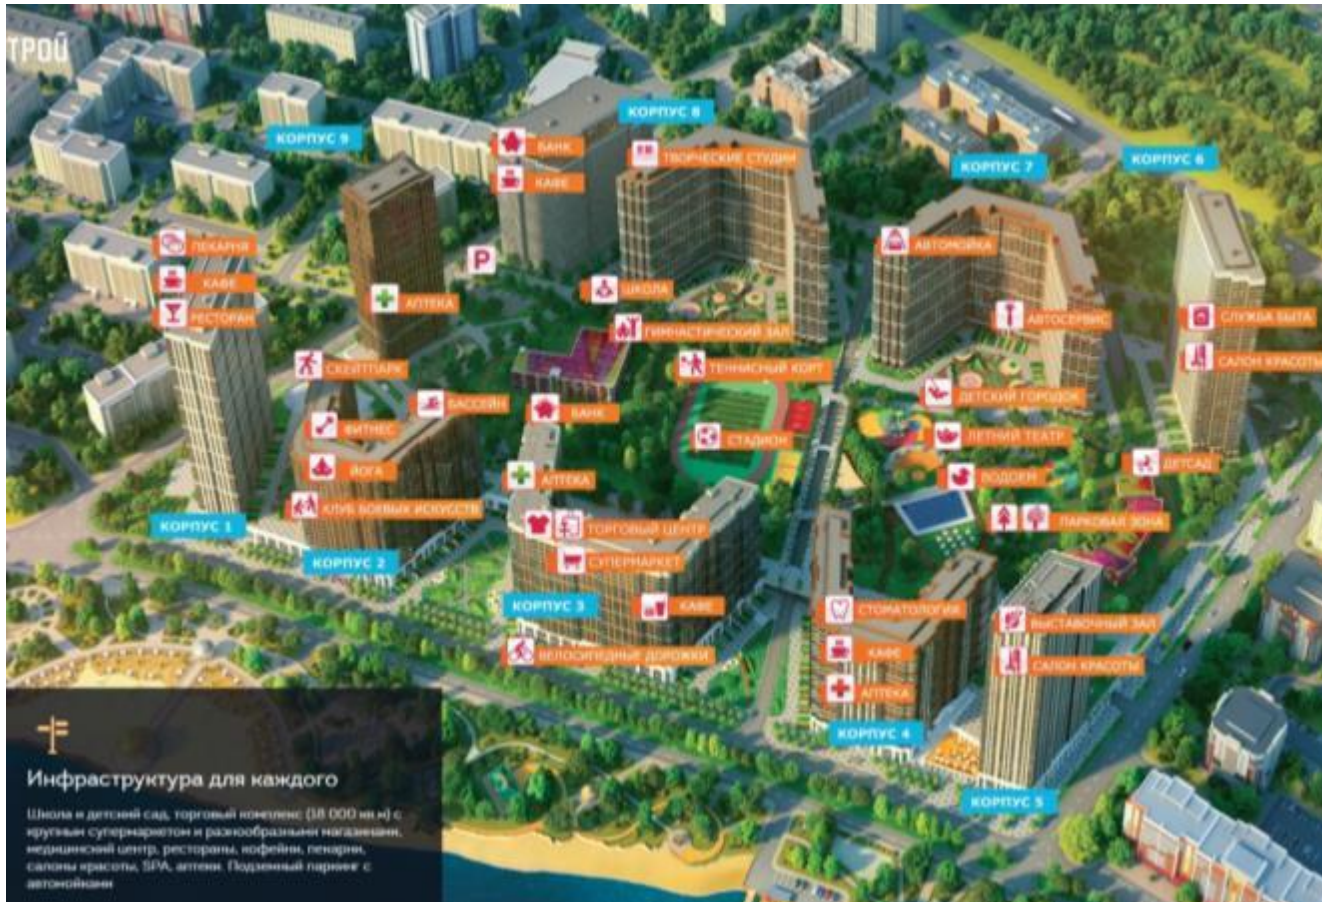 ТРОЙ
КОРПУС 8
КОРПУС 9
БАНК
ТВОРЧЕСКИЕ СТУДИИ
КОРПУС 7
КОРПУС 6
КАФЕ
ПЕКАРНЯ
АВТОМОЙКА
P
КАФЕ
ШКОЛА
АПТЕКА
РЕСТОРАН
АВТОСЕРВИС
СЛУЖБА БЫТА
ГИМНАСТИЧЕСКИЙ ЗАЛ
СКЕЙТПАРК
ТЕННИСНЫЙ КОРТ
САЛОН КРАСОТЫ
БАССЕЙН
БАНК
ДЕТСКИЙ ГОРОДОК
ФИТНЕС
СТАДИОН
ЛЕТНИЙ ТЕАТР
ЙОГА
АПТЕКА
ВОДОЕМ
ДЕТСАД
КЛУБ БОЕВЫХ ИСКУССТВ
КОРПУС 1
ТОРГОВЫЙ ЦЕНТР
ПАРКОВАЯ ЗОНА
КОРПУС 2
СУПЕРМАРКЕТ
КОРПУС 3
КАФЕ
СТОМАТОЛОГИЯ
ВЫСТАВОЧНЫЙ ЗАЛ
ВЕЛОСИПЕДНЫЕ ДОРОЖКИ
КАФЕ
САЛОН КРАСОТЫ
АПТЕКА
КОРПУС 4
КОРПУС 5
Инфраструктура для каждого
Школа и детский сад, торговый комплекс (18 000 кв.м) с
крупным супермаркетом и разнообразными магазинами,
медицинский центр, рестораны, кофейни, пекарни,
салоны красоты, SPA, аптеки. Подземный паркинг с
автомойками